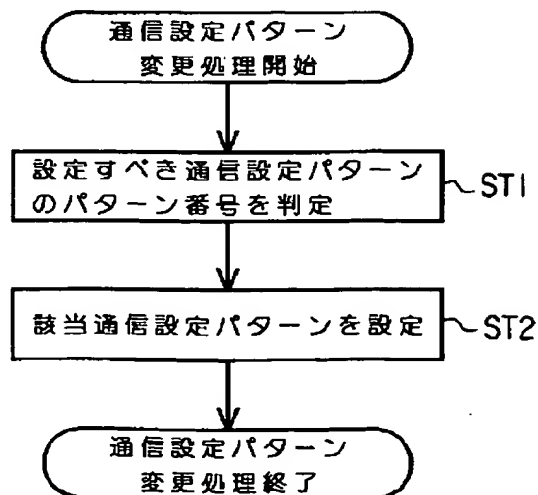 通信設定パターン
変更処理開始
設定すべき通信設定パターン
のパターン番号を判定
ST1
該当通信設定パターンを設定
ST2
通信設定パターン
変更処理終了